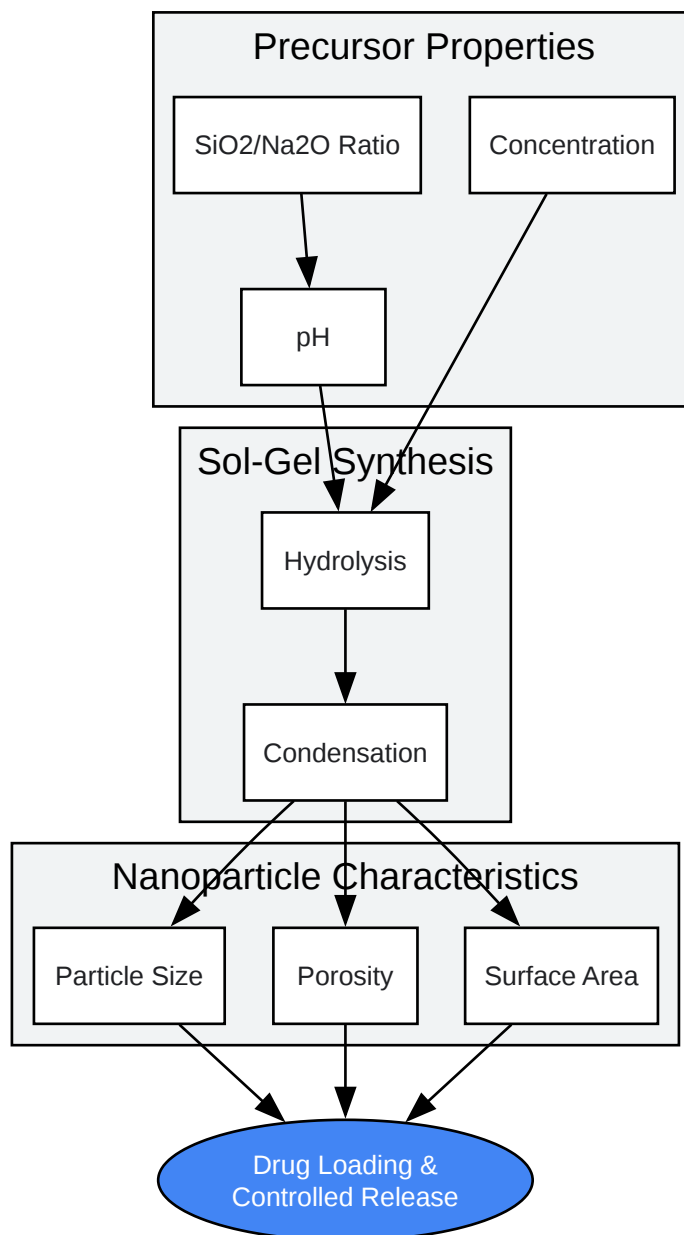 Precursor Properties
SiO2/Na2O Ratio
Concentration
pH
Sol-Gel Synthesis
Hydrolysis
Condensation
Nanoparticle Characteristics
Particle Size
Porosity
Surface Area
Drug Loading &
Controlled Release